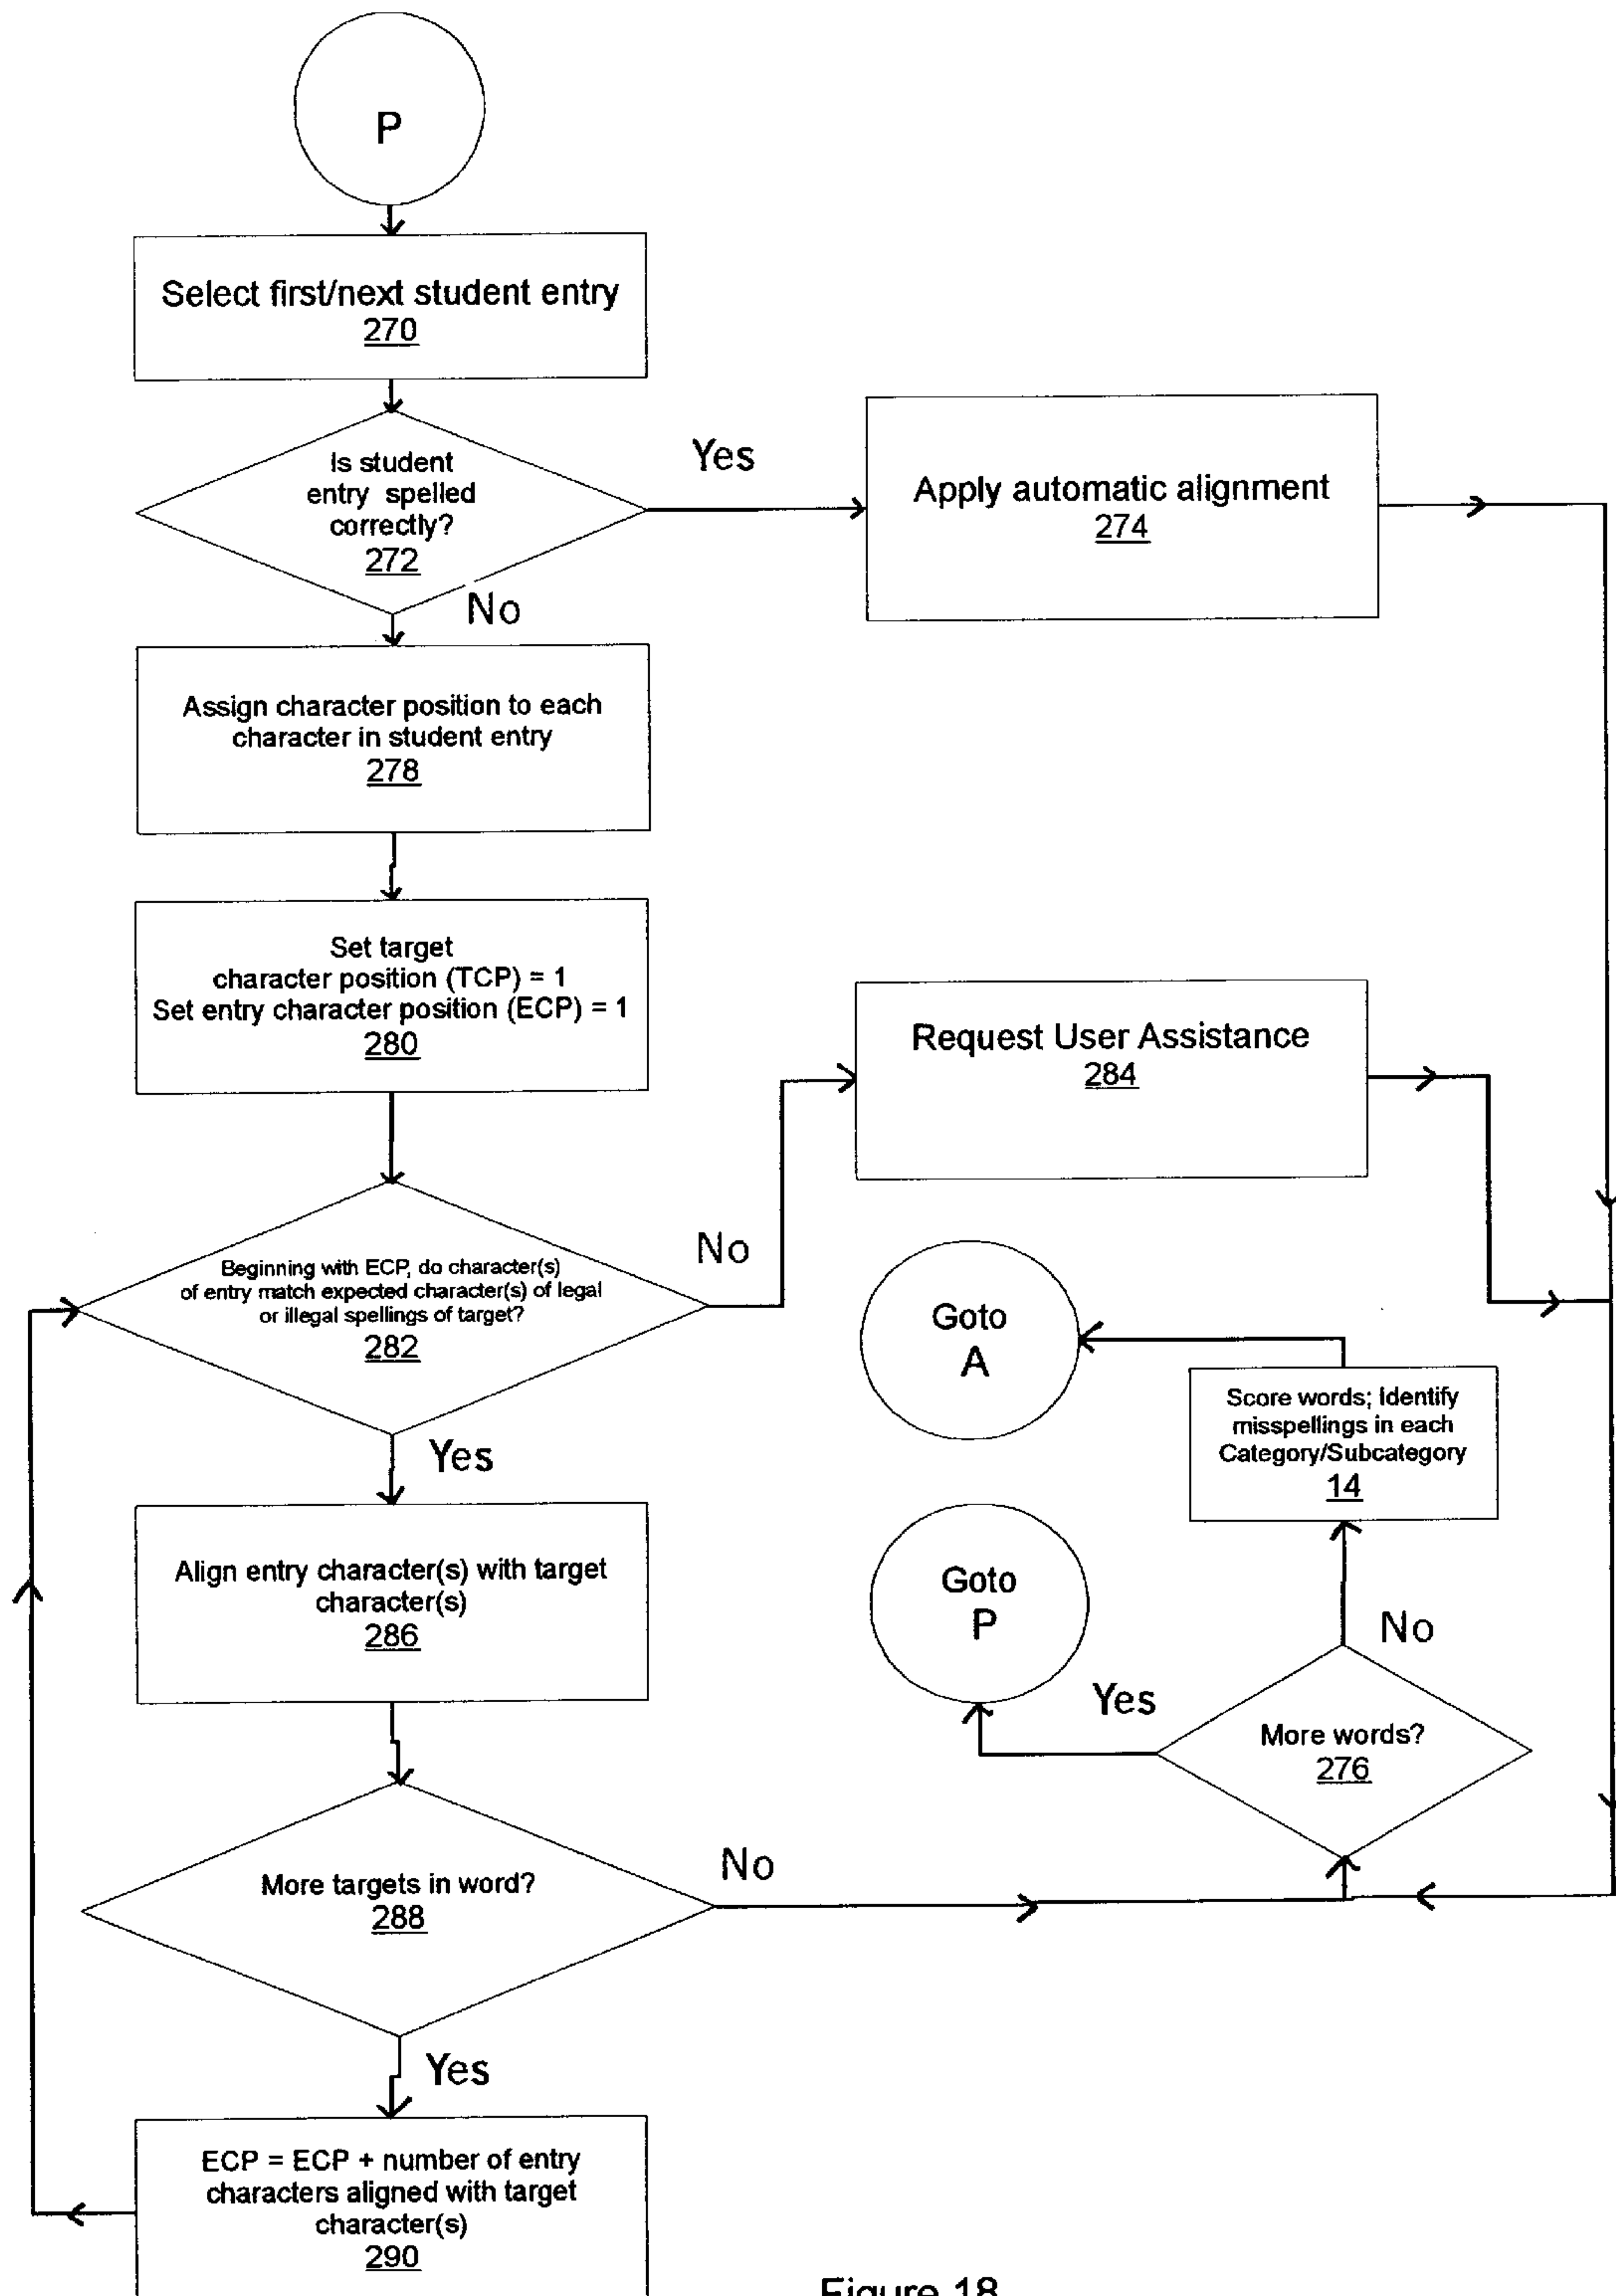 P
Select first/next student entry
270
Is student
entry spelled
correctly?
272
Yes
No
Apply automatic alignment
274
Assign character position to each
character in student entry
278
Set target
character position (TCP) = 1
Set entry character position (ECP) = 1
280
Request User Assistance
284
Beginning with ECP, do character(s)
of entry match expected character(s) of legal
or illegal spellings of target?
282
No
Yes
Goto
A
Score words; Identify
misspellings in each
Category/Subcategory
14
Align entry character(s) with target
character(s)
286
Goto
P
No
Yes
More words?
276
More targets in word?
288
No
Yes
ECP = ECP + number of entry
characters aligned with target
character(s)
290
Figure 18